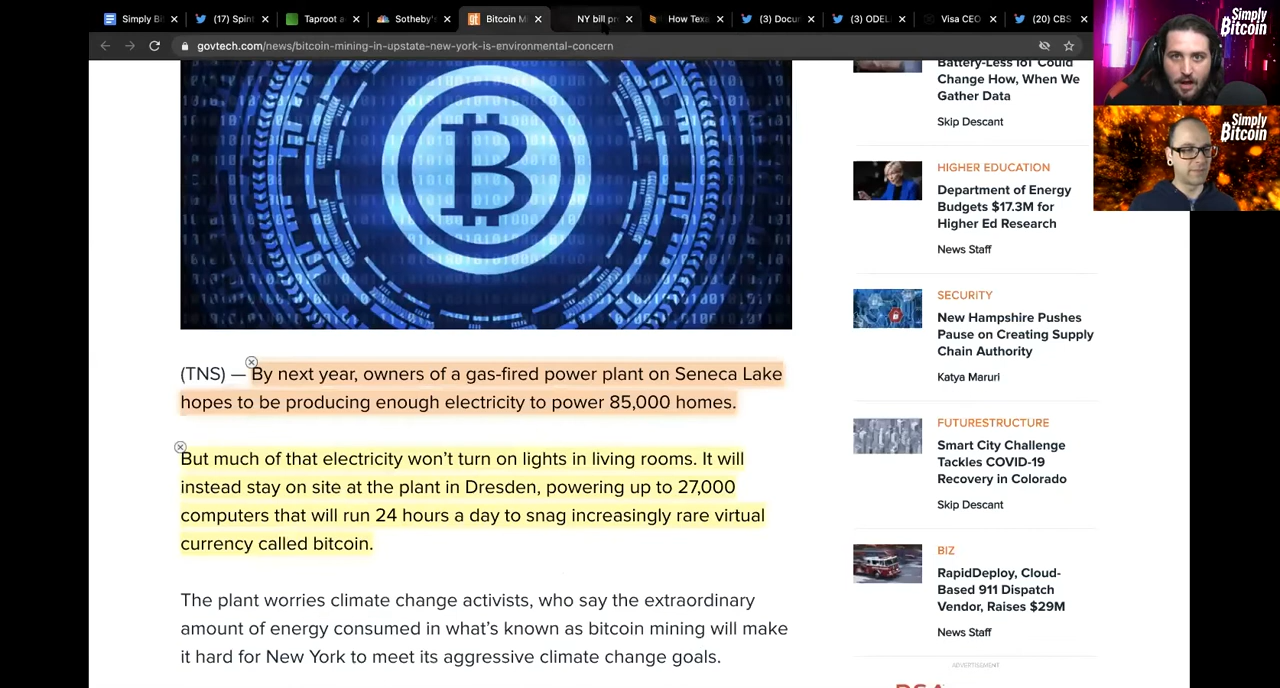 Simply Bi
(17) Spin
Taproot a
Sotheby'
Bitcoin M
NY bill pr
How Texa
(3) Docu
(3) ODEL
Visa CEO
(20) CBS
govtech.com/news/bitcoin-mining-in-upstate-new-york-is-environmental-concern
Simply
Bitcoin
Simply
Bitcoin
B
(TNS) — By next year, owners of a gas-fired power plant on Seneca Lake
hopes to be producing enough electricity to power 85,000 homes.
But much of that electricity won't turn on lights in living rooms. It will
instead stay on site at the plant in Dresden, powering up to 27,000
computers that will run 24 hours a day to snag increasingly rare virtual
currency called bitcoin.
The plant worries climate change activists, who say the extraordinary
amount of energy consumed in what's known as bitcoin mining will make
it hard for New York to meet its aggressive climate change goals.
Battery-Less IoT Could
Change How, When We
Gather Data
Skip Descant
HIGHER EDUCATION
Department of Energy
Budgets $17.3M for
Higher Ed Research
News Staff
SECURITY
New Hampshire Pushes
Pause on Creating Supply
Chain Authority
Katya Maruri
FUTURESTRUCTURE
Smart City Challenge
Tackles COVID-19
Recovery in Colorado
Skip Descant
BIZ
RapidDeploy, Cloud-
Based 911 Dispatch
Vendor, Raises $29M
News Staff
ADVERTISEMENT